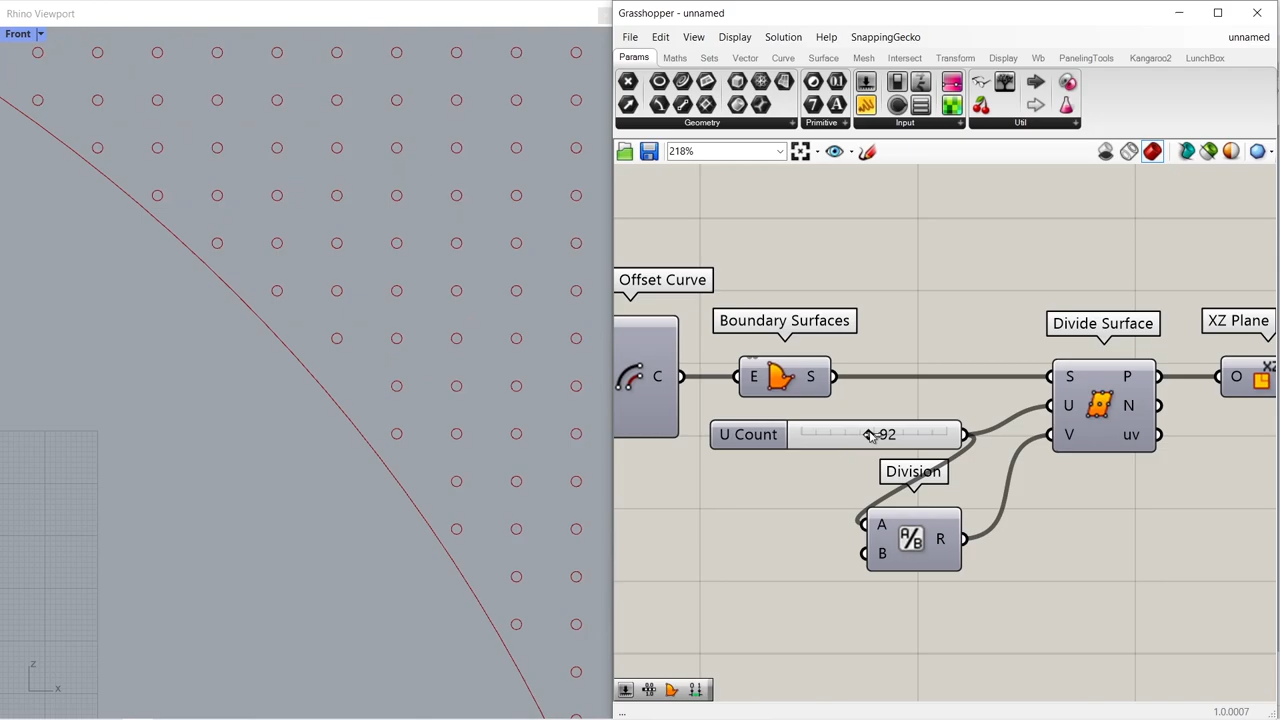 Rhino Viewport
Front
z
x
Grasshopper - unnamed
File Edit View Display Solution Help SnappingGecko unnamed
Params Maths Sets Vector Curve Surface Mesh Intersect Transform Display Wb PanelingTools Kangaroo2 LunchBox
Geometry Primitive Input Util
218%
Offset Curve
C
Boundary Surfaces
E S
U Count 92
Division
A B R
A/B
Divide Surface
S P
U N
V uv
XZ Plane
O
...
1.0.0007